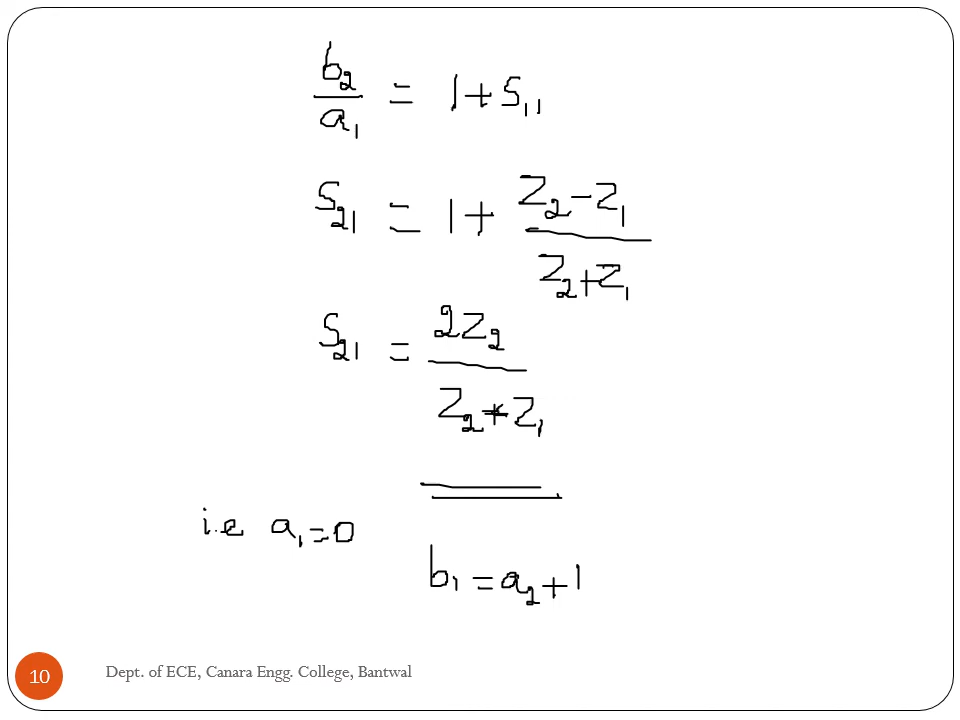 b₂/a₁ = 1 + S₁₁
S₂₁ = 1 + (Z₂ − Z₁)/(Z₂ + Z₁)
S₂₁ = 2Z₂/(Z₂ + Z₁)
i.e a₁ = 0
b₁ = a₂ + 1
10 Dept. of ECE, Canara Engg. College, Bantwal